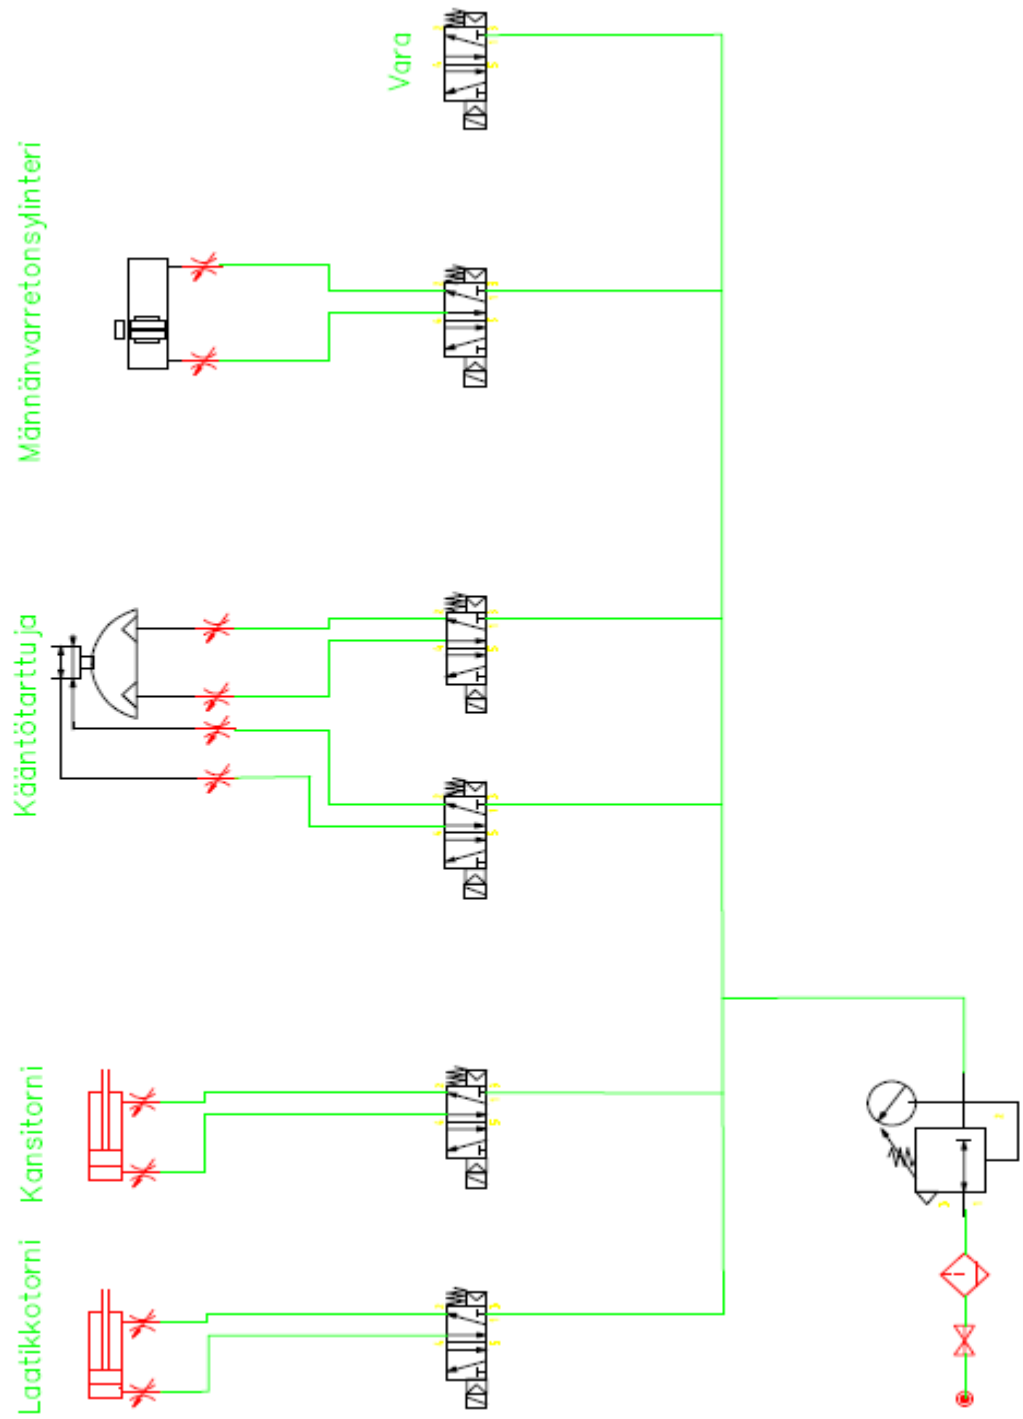 Laatikkotorni
Kansitorni
Kääntötarttuja
Männänvarretonsylinteri
Vara